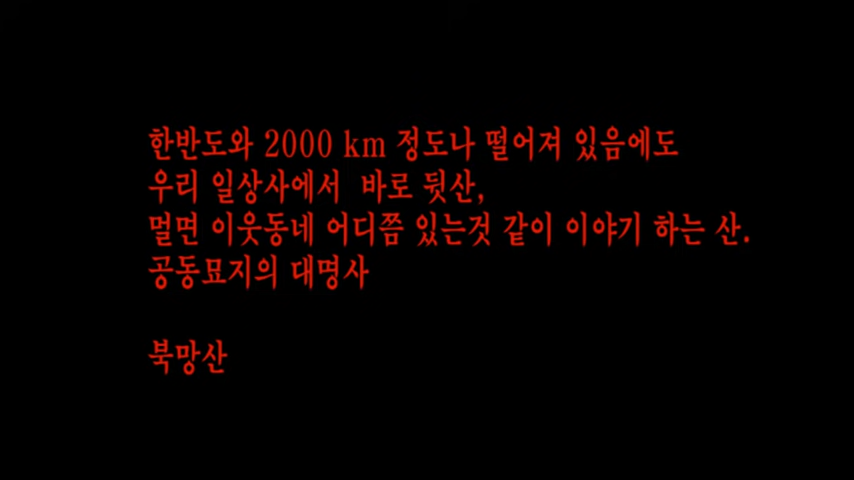 한반도와 2000 km 정도나 떨어져 있음에도
우리 일상사에서  바로 뒷산,
멀면 이웃동네 어디쯤 있는것 같이 이야기 하는 산.
공동묘지의 대명사
북망산